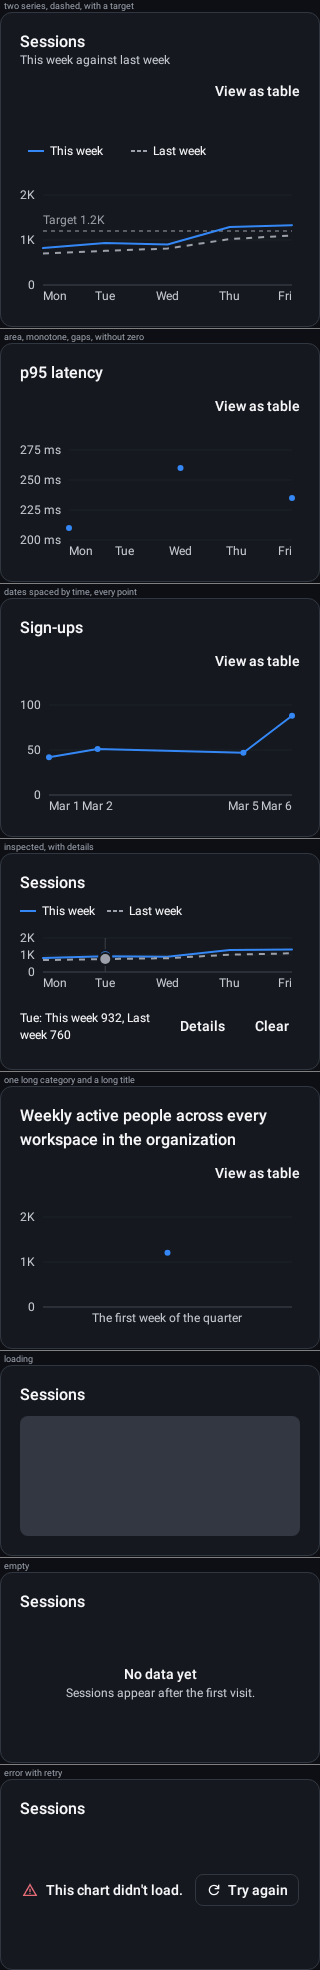 two series, dashed, with a target
Sessions
This week against last week
View as table
This week
Last week
2K
Target 1.2K
1K
0
Mon Tue Wed Thu Fri
area, monotone, gaps, without zero
p95 latency
View as table
275 ms
250 ms
225 ms
200 ms
Mon Tue Wed Thu Fri
dates spaced by time, every point
Sign-ups
View as table
100
50
0
Mar 1 Mar 2 Mar 5 Mar 6
inspected, with details
Sessions
This week
Last week
2K
1K
0
Mon Tue Wed Thu Fri
Tue: This week 932, Last
week 760
Details
Clear
one long category and a long title
Weekly active people across every
workspace in the organization
View as table
2K
1K
0
The first week of the quarter
loading
Sessions
empty
Sessions
No data yet
Sessions appear after the first visit.
error with retry
Sessions
This chart didn't load.
Try again